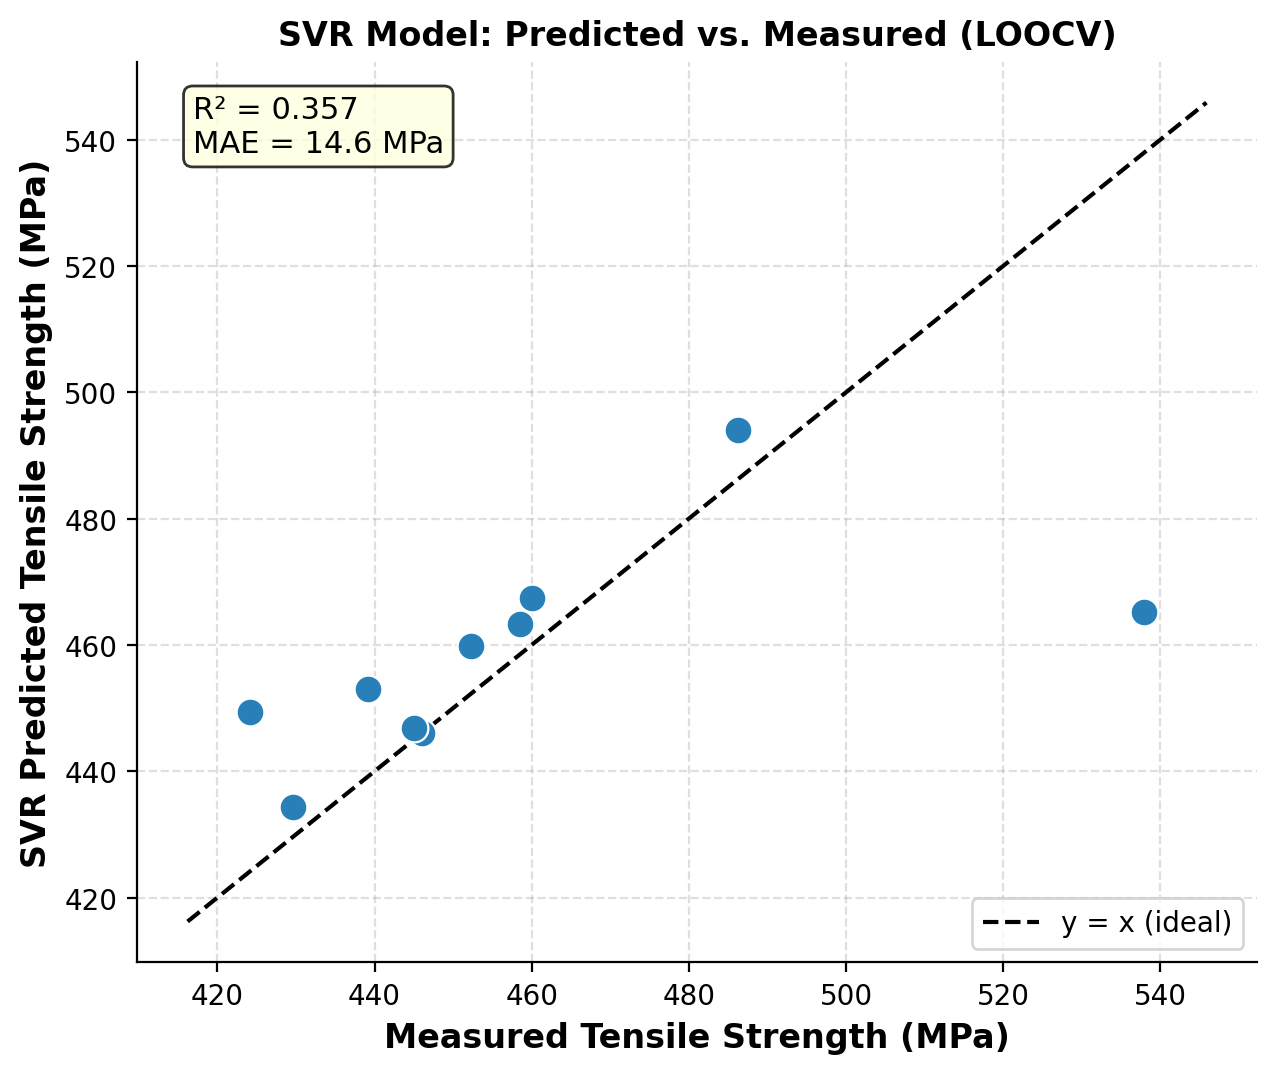 SVR Model: Predicted vs. Measured (LOOCV)
R² = 0.357
MAE = 14.6 MPa
SVR Predicted Tensile Strength (MPa)
540
520
500
480
460
440
420
y = x (ideal)
420 440 460 480 500 520 540
Measured Tensile Strength (MPa)